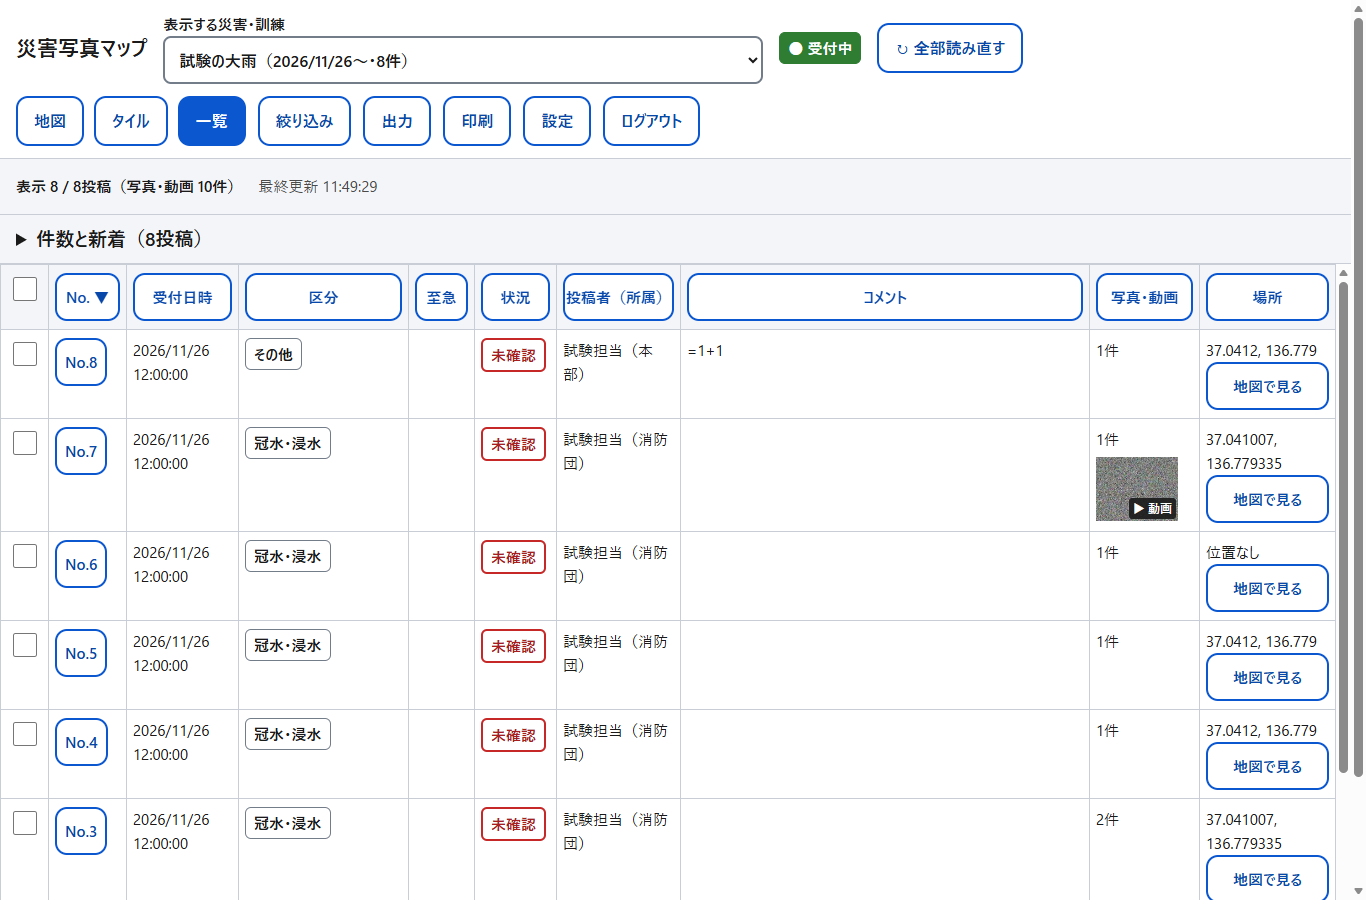 災害写真マップ
表示する災害・訓練
試験の大雨（2026/11/26〜・8件）
● 受付中
↻ 全部読み直す
地図
タイル
一覧
絞り込み
出力
印刷
設定
ログアウト
表示 8 / 8投稿（写真・動画 10件）
最終更新 11:49:29
▶ 件数と新着（8投稿）
No. ▼
受付日時
区分
至急
状況
投稿者（所属）
コメント
写真・動画
場所
No.8
2026/11/26
12:00:00
その他
未確認
試験担当（本
部）
=1+1
1件
37.0412, 136.779
地図で見る
No.7
2026/11/26
12:00:00
冠水・浸水
未確認
試験担当（消防
団）
1件
▶ 動画
37.041007,
136.779335
地図で見る
No.6
2026/11/26
12:00:00
冠水・浸水
未確認
試験担当（消防
団）
1件
位置なし
地図で見る
No.5
2026/11/26
12:00:00
冠水・浸水
未確認
試験担当（消防
団）
1件
37.0412, 136.779
地図で見る
No.4
2026/11/26
12:00:00
冠水・浸水
未確認
試験担当（消防
団）
1件
37.0412, 136.779
地図で見る
No.3
2026/11/26
12:00:00
冠水・浸水
未確認
試験担当（消防
団）
2件
37.041007,
136.779335
地図で見る